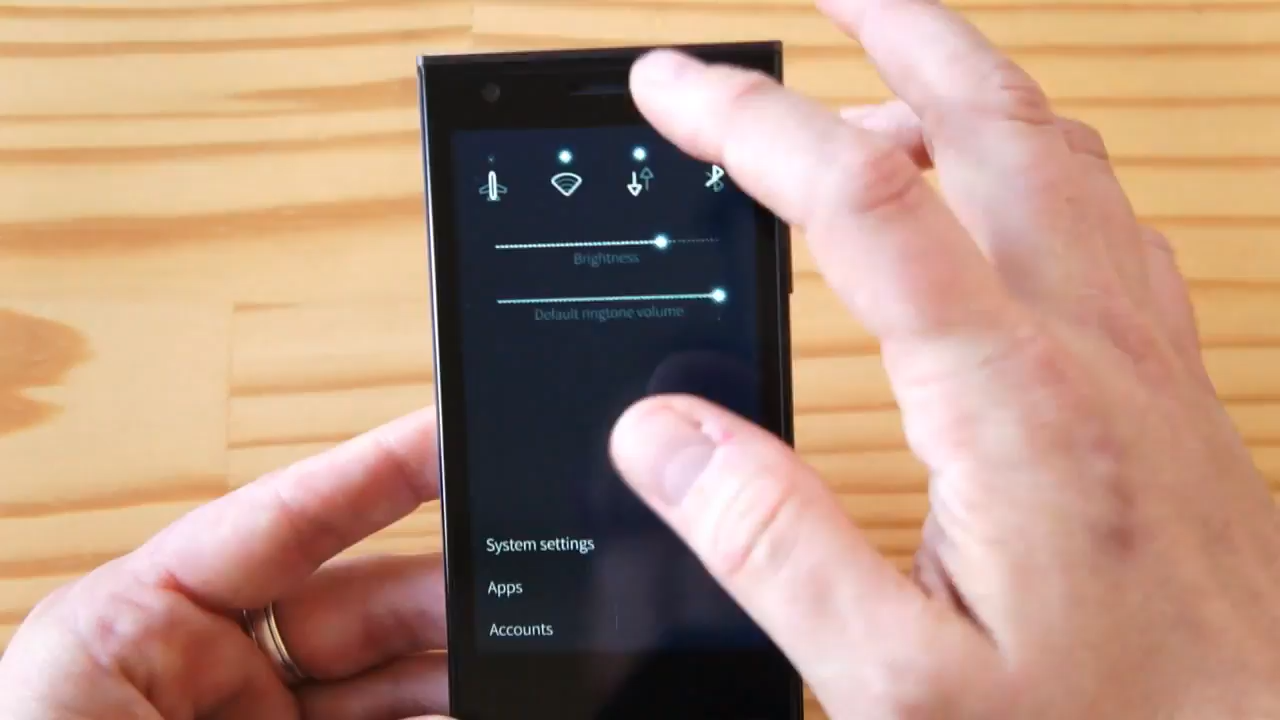 Brightness
Default ringtone volume
System settings
Apps
Accounts